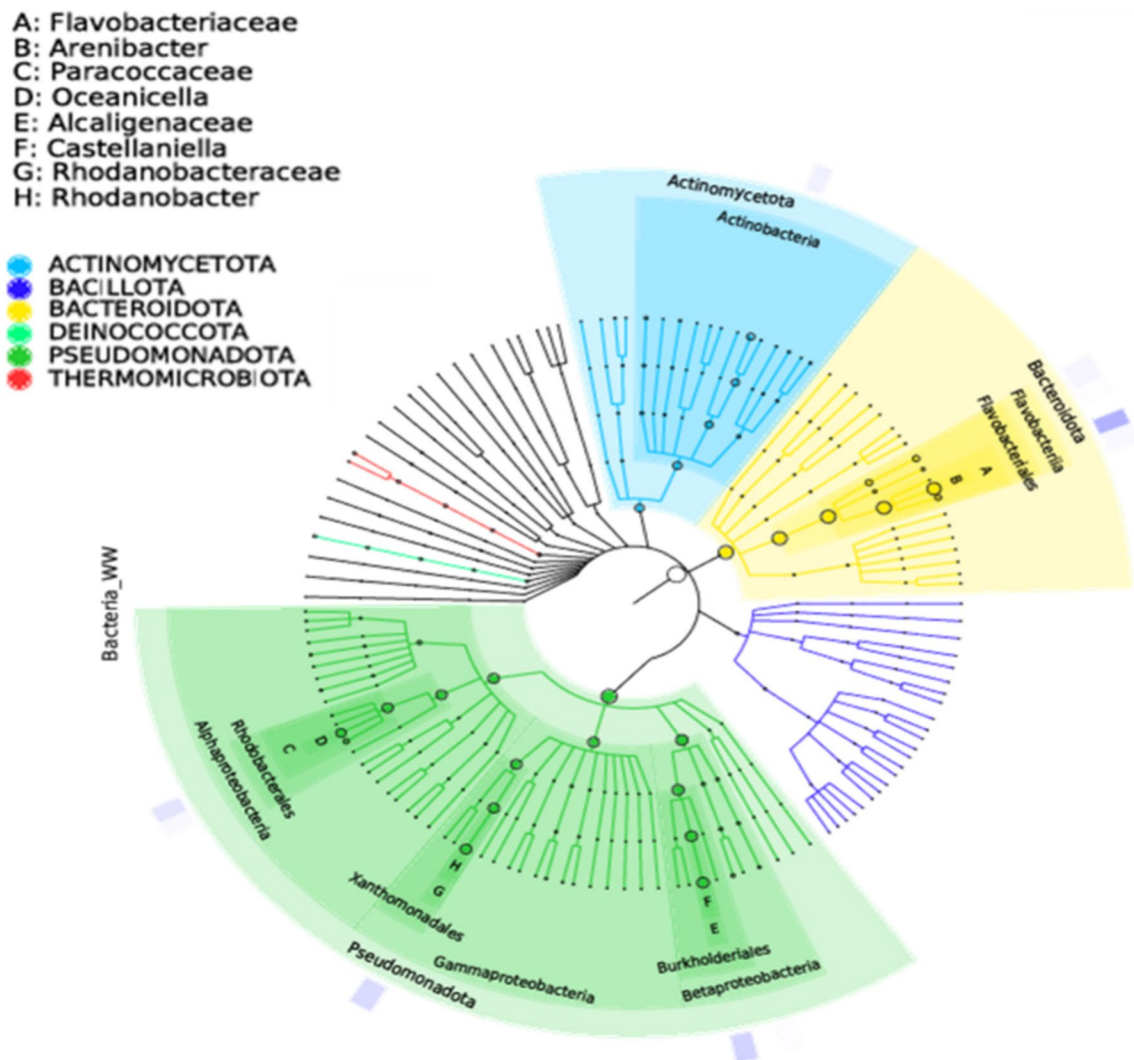 A: Flavobacteriaceae
B: Arenibacter
C: Paracoccaceae
D: Oceanicella
E: Alcaligenaceae
F: Castellaniella
G: Rhodanobacteraceae
H: Rhodanobacter
ACTINOMYCETOTA
BACILLOTA
BACTEROIDOTA
DEINOCOCCOTA
PSEUDOMONADOTA
THERMOMICROBIOTA
Actinomycetota
Actinobacteria
Bacteroidota
Flavobacteriia
Flavobacteriales
A
B
Bacteria_WW
D
C
Rhodobacterales
Alphaproteobacteria
H
G
Xanthomonadales
F
E
Burkholderiales
Betaproteobacteria
Gammaproteobacteria
Pseudomonadota